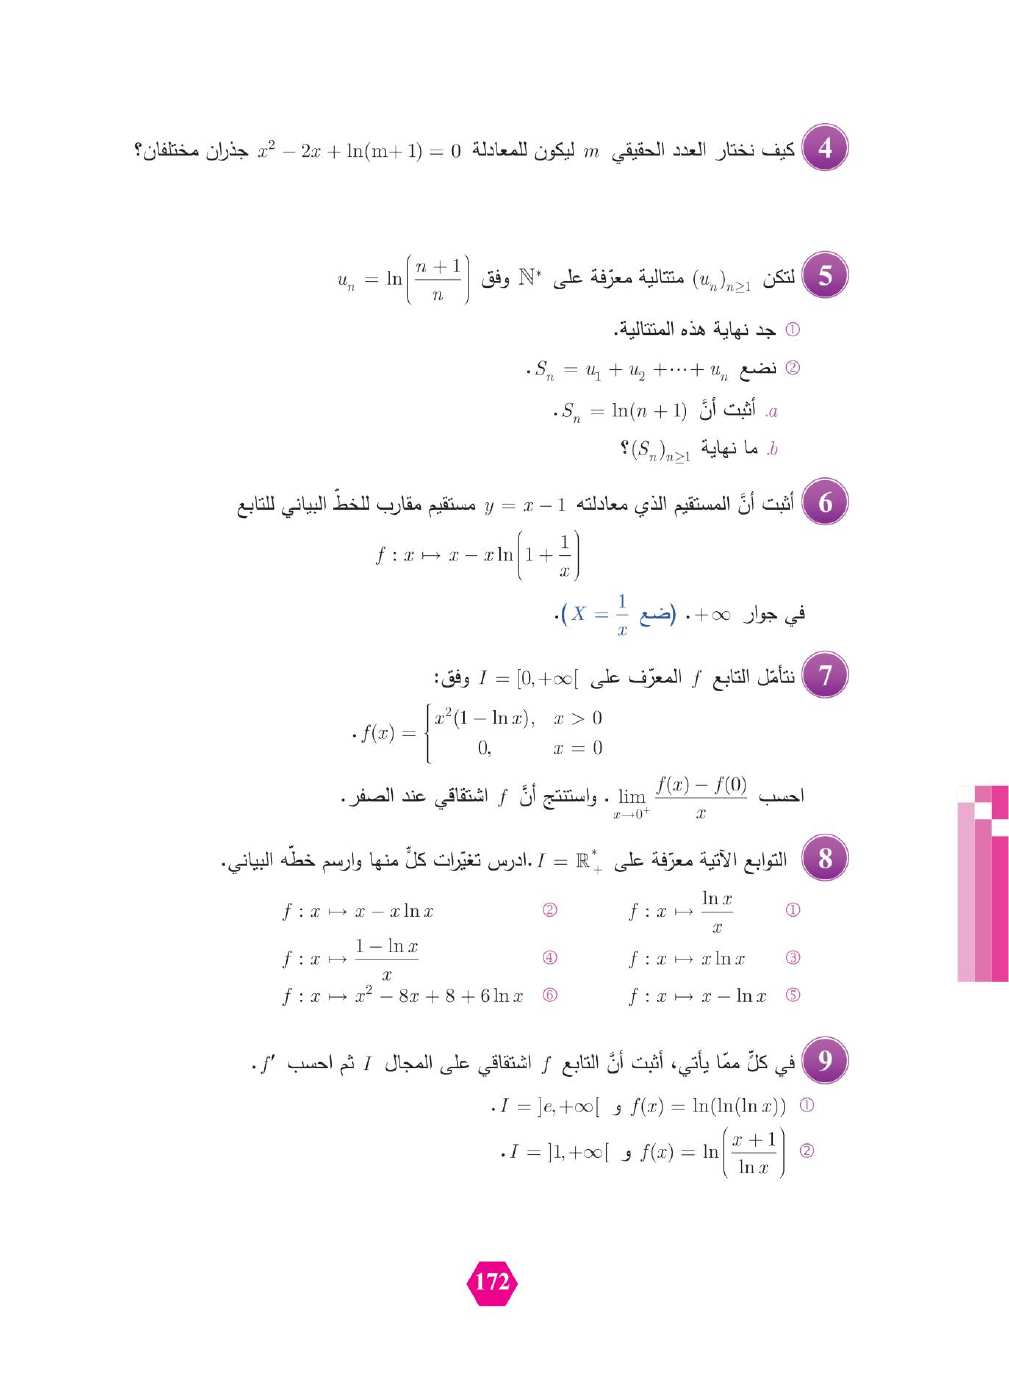 4 كيف نختار العدد الحقيقي m ليكون للمعادلة x² − 2x + ln(m+1) = 0 جذران مختلفان؟
5 لتكن (uₙ)ₙ≥₁ متتالية معرّفة على ℕ* وفق uₙ = ln((n+1)/n)
① جد نهاية هذه المتتالية.
② نضع Sₙ = u₁ + u₂ + ⋯ + uₙ.
a. أثبت أنَّ Sₙ = ln(n + 1).
b. ما نهاية (Sₙ)ₙ≥₁؟
6 أثبت أنَّ المستقيم الذي معادلته y = x − 1 مستقيم مقارب للخطّ البياني للتابع
f : x ↦ x − x ln(1 + 1/x)
في جوار +∞. (ضع X = 1/x).
7 نتأمّل التابع f المعرّف على I = [0,+∞[ وفق:
f(x) = { x²(1 − ln x), x > 0
0, x = 0 .
احسب lim x→0⁺ (f(x) − f(0))/x . واستنتج أنَّ f اشتقاقي عند الصفر.
8 التوابع الآتية معرّفة على I = ℝ₊*. ادرس تغيّرات كلٍّ منها وارسم خطّه البياني.
① f : x ↦ ln x / x ② f : x ↦ x − x ln x
③ f : x ↦ x ln x ④ f : x ↦ (1 − ln x)/x
⑤ f : x ↦ x − ln x ⑥ f : x ↦ x² − 8x + 8 + 6 ln x
9 في كلٍّ ممّا يأتي، أثبت أنَّ التابع f اشتقاقي على المجال I ثم احسب f′.
① f(x) = ln(ln(ln x)) و I = ]e,+∞[.
② f(x) = ln((x+1)/ln x) و I = ]1,+∞[.
172